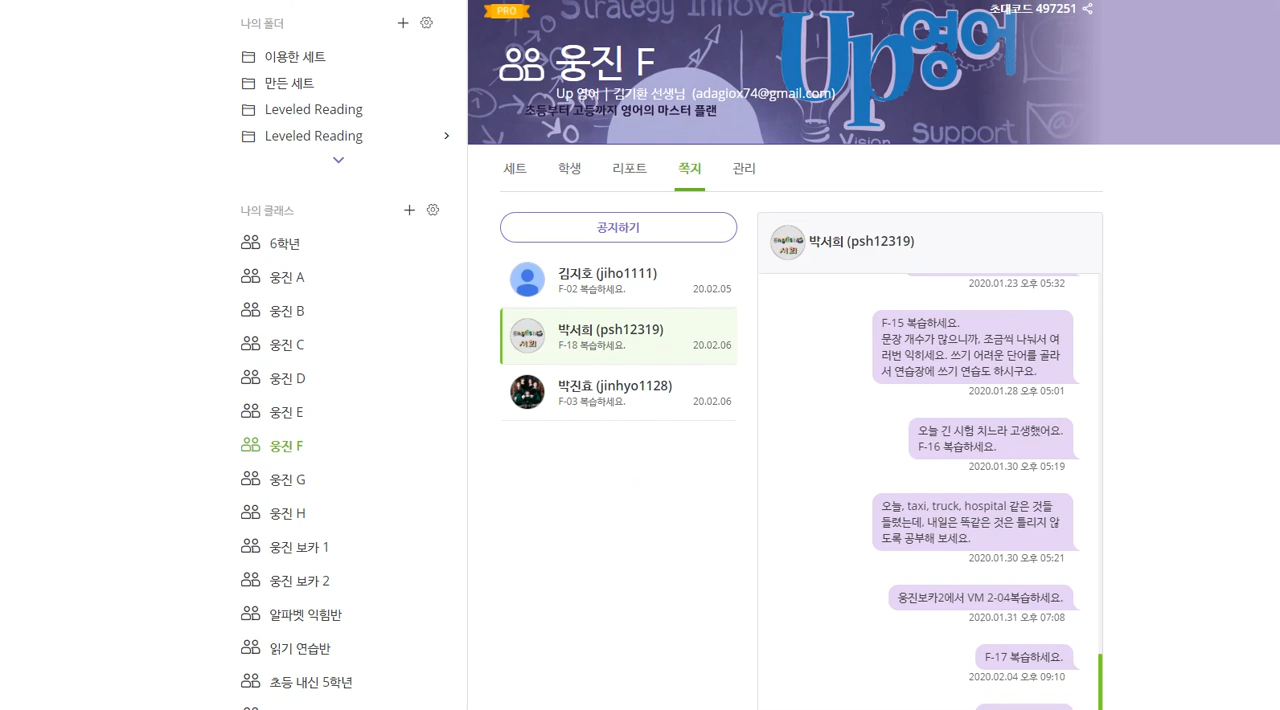 나의 폴더
이용한 세트
만든 세트
Leveled Reading
Leveled Reading
나의 클래스
6학년
웅진 A
웅진 B
웅진 C
웅진 D
웅진 E
웅진 F
웅진 G
웅진 H
웅진 보카 1
웅진 보카 2
알파벳 익힘반
읽기 연습반
초등 내신 5학년
PRO
Strategy Innovation
초대코드 497251
웅진 F
Up영어
Up 영어 | 김기환 선생님 (adagiox74@gmail.com)
초등부터 고등까지 영어의 마스터 플랜
Vision
Support
세트
학생
리포트
쪽지
관리
공지하기
김지호 (jiho1111)
F-02 복습하세요.
20.02.05
박서희 (psh12319)
F-18 복습하세요.
20.02.06
박진효 (jinhyo1128)
F-03 복습하세요.
20.02.06
박서희 (psh12319)
2020.01.23 오후 05:32
F-15 복습하세요.
문장 개수가 많으니까, 조금씩 나눠서 여
러번 익히세요. 쓰기 어려운 단어를 골라
서 연습장에 쓰기 연습도 하시구요.
2020.01.28 오후 05:01
오늘 긴 시험 치느라 고생했어요.
F-16 복습하세요.
2020.01.30 오후 05:19
오늘, taxi, truck, hospital 같은 것들
틀렸는데, 내일은 똑같은 것은 틀리지 않
도록 공부해 보세요.
2020.01.30 오후 05:21
웅진보카2에서 VM 2-04복습하세요.
2020.01.31 오후 07:08
F-17 복습하세요.
2020.02.04 오후 09:10